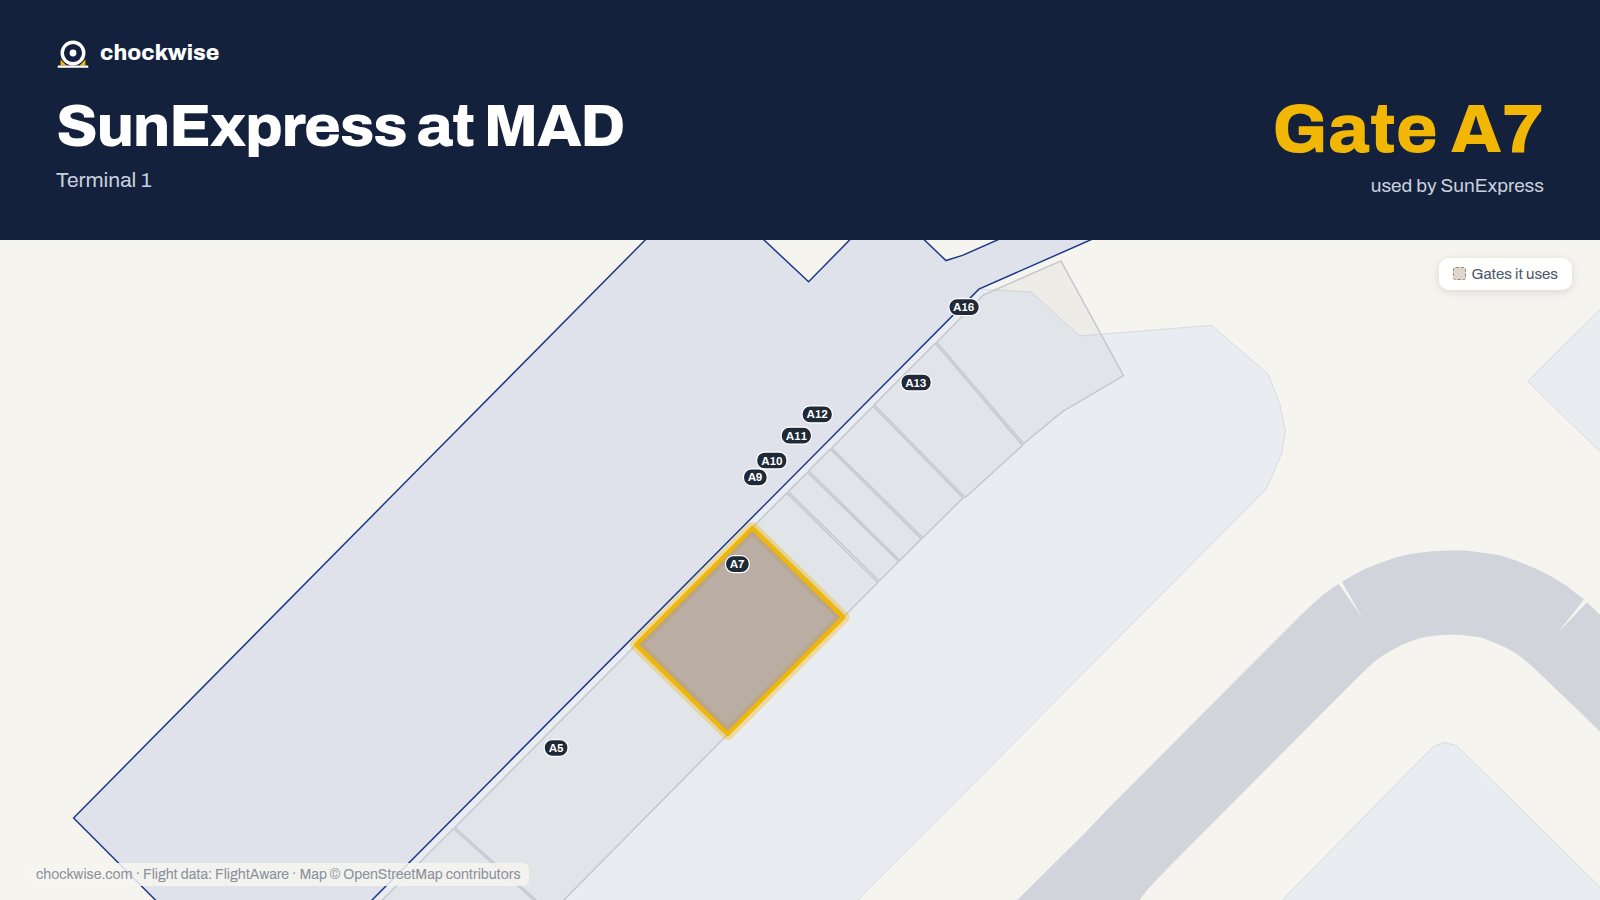 chockwise
SunExpress at MAD
Terminal 1
Gate A7
used by SunExpress
Gates it uses
A16
A13
A12
A11
A10
A9
A7
A5
chockwise.com · Flight data: FlightAware · Map © OpenStreetMap contributors